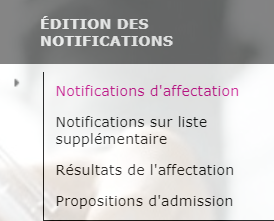 ÉDITION DES
NOTIFICATIONS
Notifications d'affectation
Notifications sur liste
supplémentaire
Résultats de l'affectation
Propositions d'admission